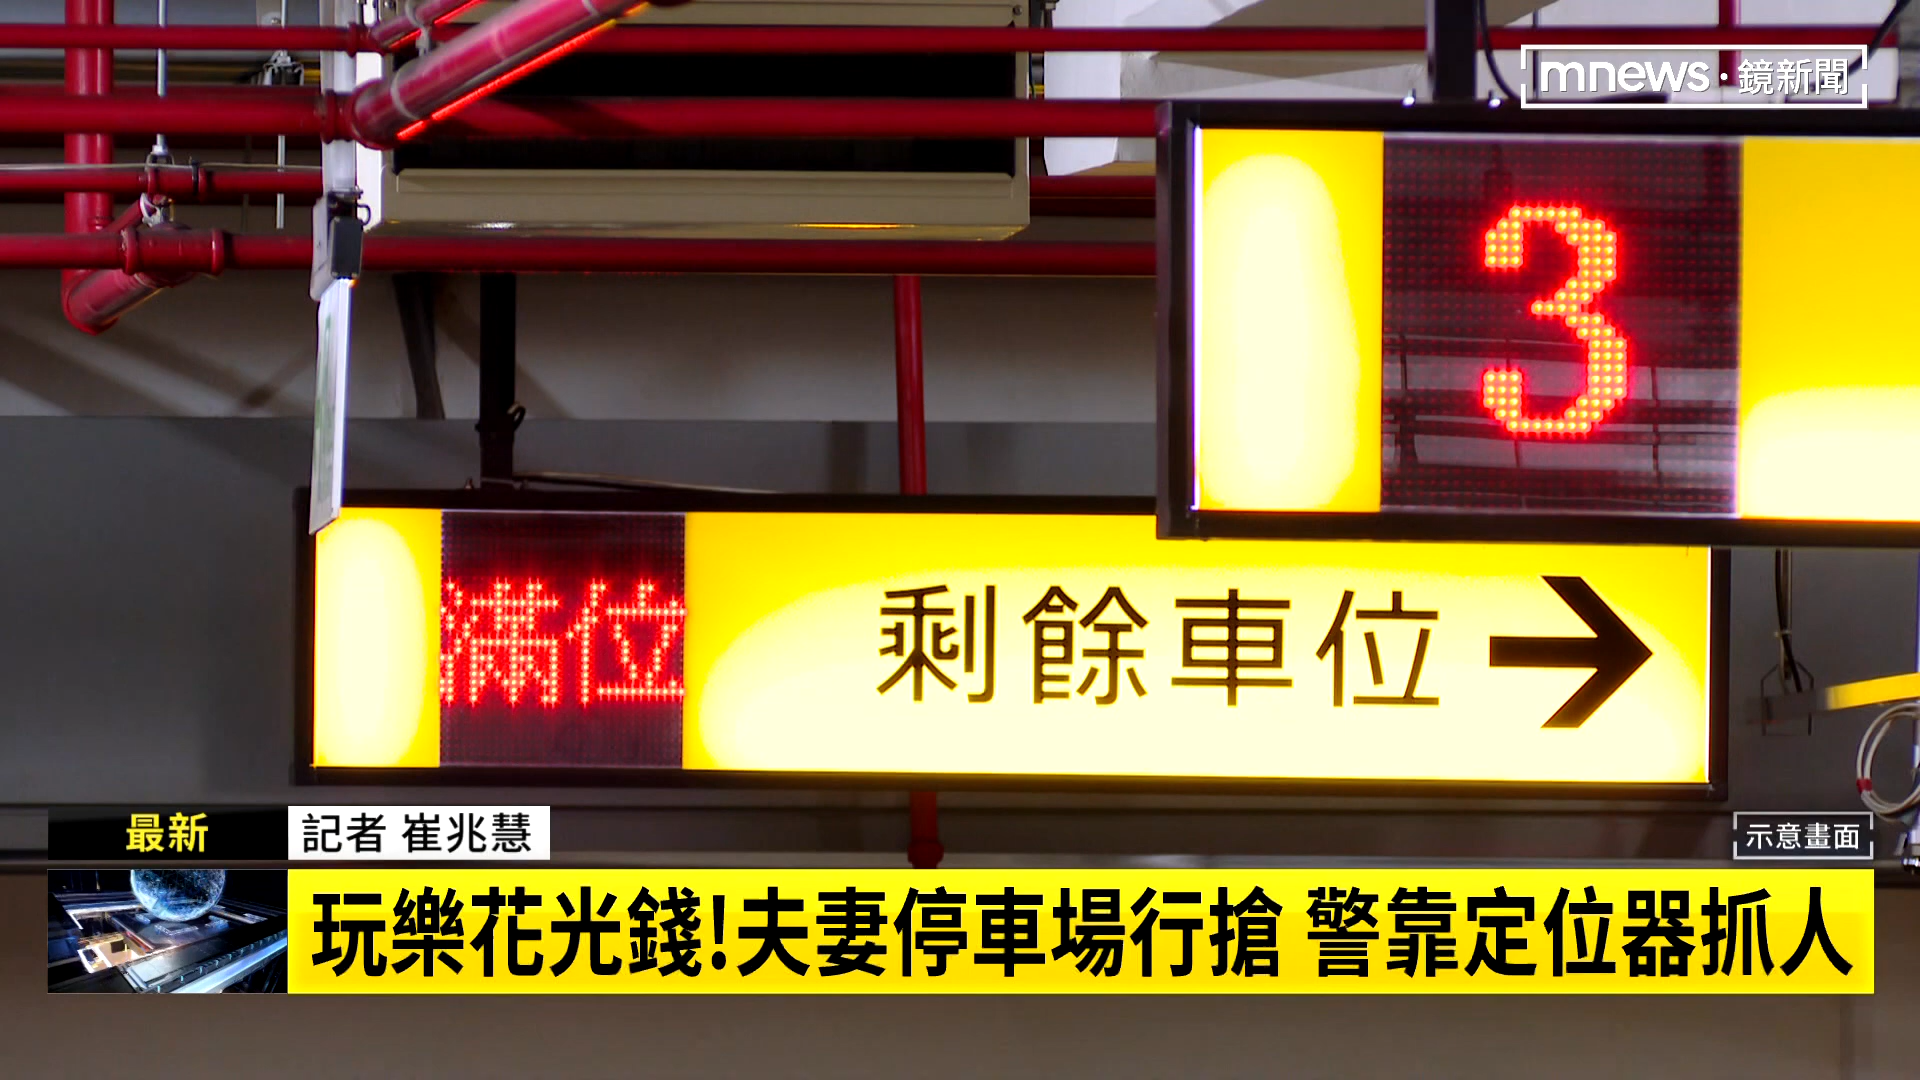 mnews·鏡新聞
3
滿位 剩餘車位 →
最新 記者 崔兆慧
示意畫面
玩樂花光錢!夫妻停車場行搶 警靠定位器抓人